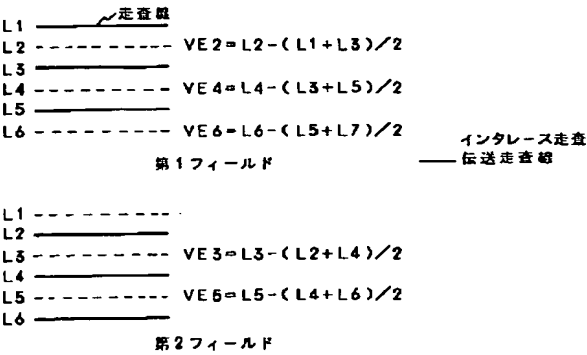 走査線
L1
L2 VE2=L2-(L1+L3)/2
L3
L4 VE4=L4-(L3+L5)/2
L5
L6 VE6=L6-(L5+L7)/2
第1フィールド
インタレース走査
伝送走査線
L1
L2
L3 VE3=L3-(L2+L4)/2
L4
L5 VE5=L5-(L4+L6)/2
L6
第2フィールド